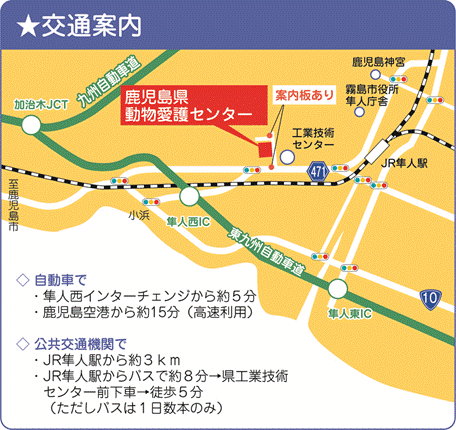 ★交通案内
鹿児島神宮
九州自動車道
加治木JCT
鹿児島県
動物愛護センター
案内板あり
霧島市役所
隼人庁舎
工業技術
センター
471
JR隼人駅
至鹿児島市
小浜
隼人西IC
東九州自動車道
10
隼人東IC
◇ 自動車で
・隼人西インターチェンジから約５分
・鹿児島空港から約15分（高速利用）
◇ 公共交通機関で
・JR隼人駅から約３ｋｍ
・JR隼人駅からバスで約８分→県工業技術
センター前下車→徒歩５分
（ただしバスは１日数本のみ）